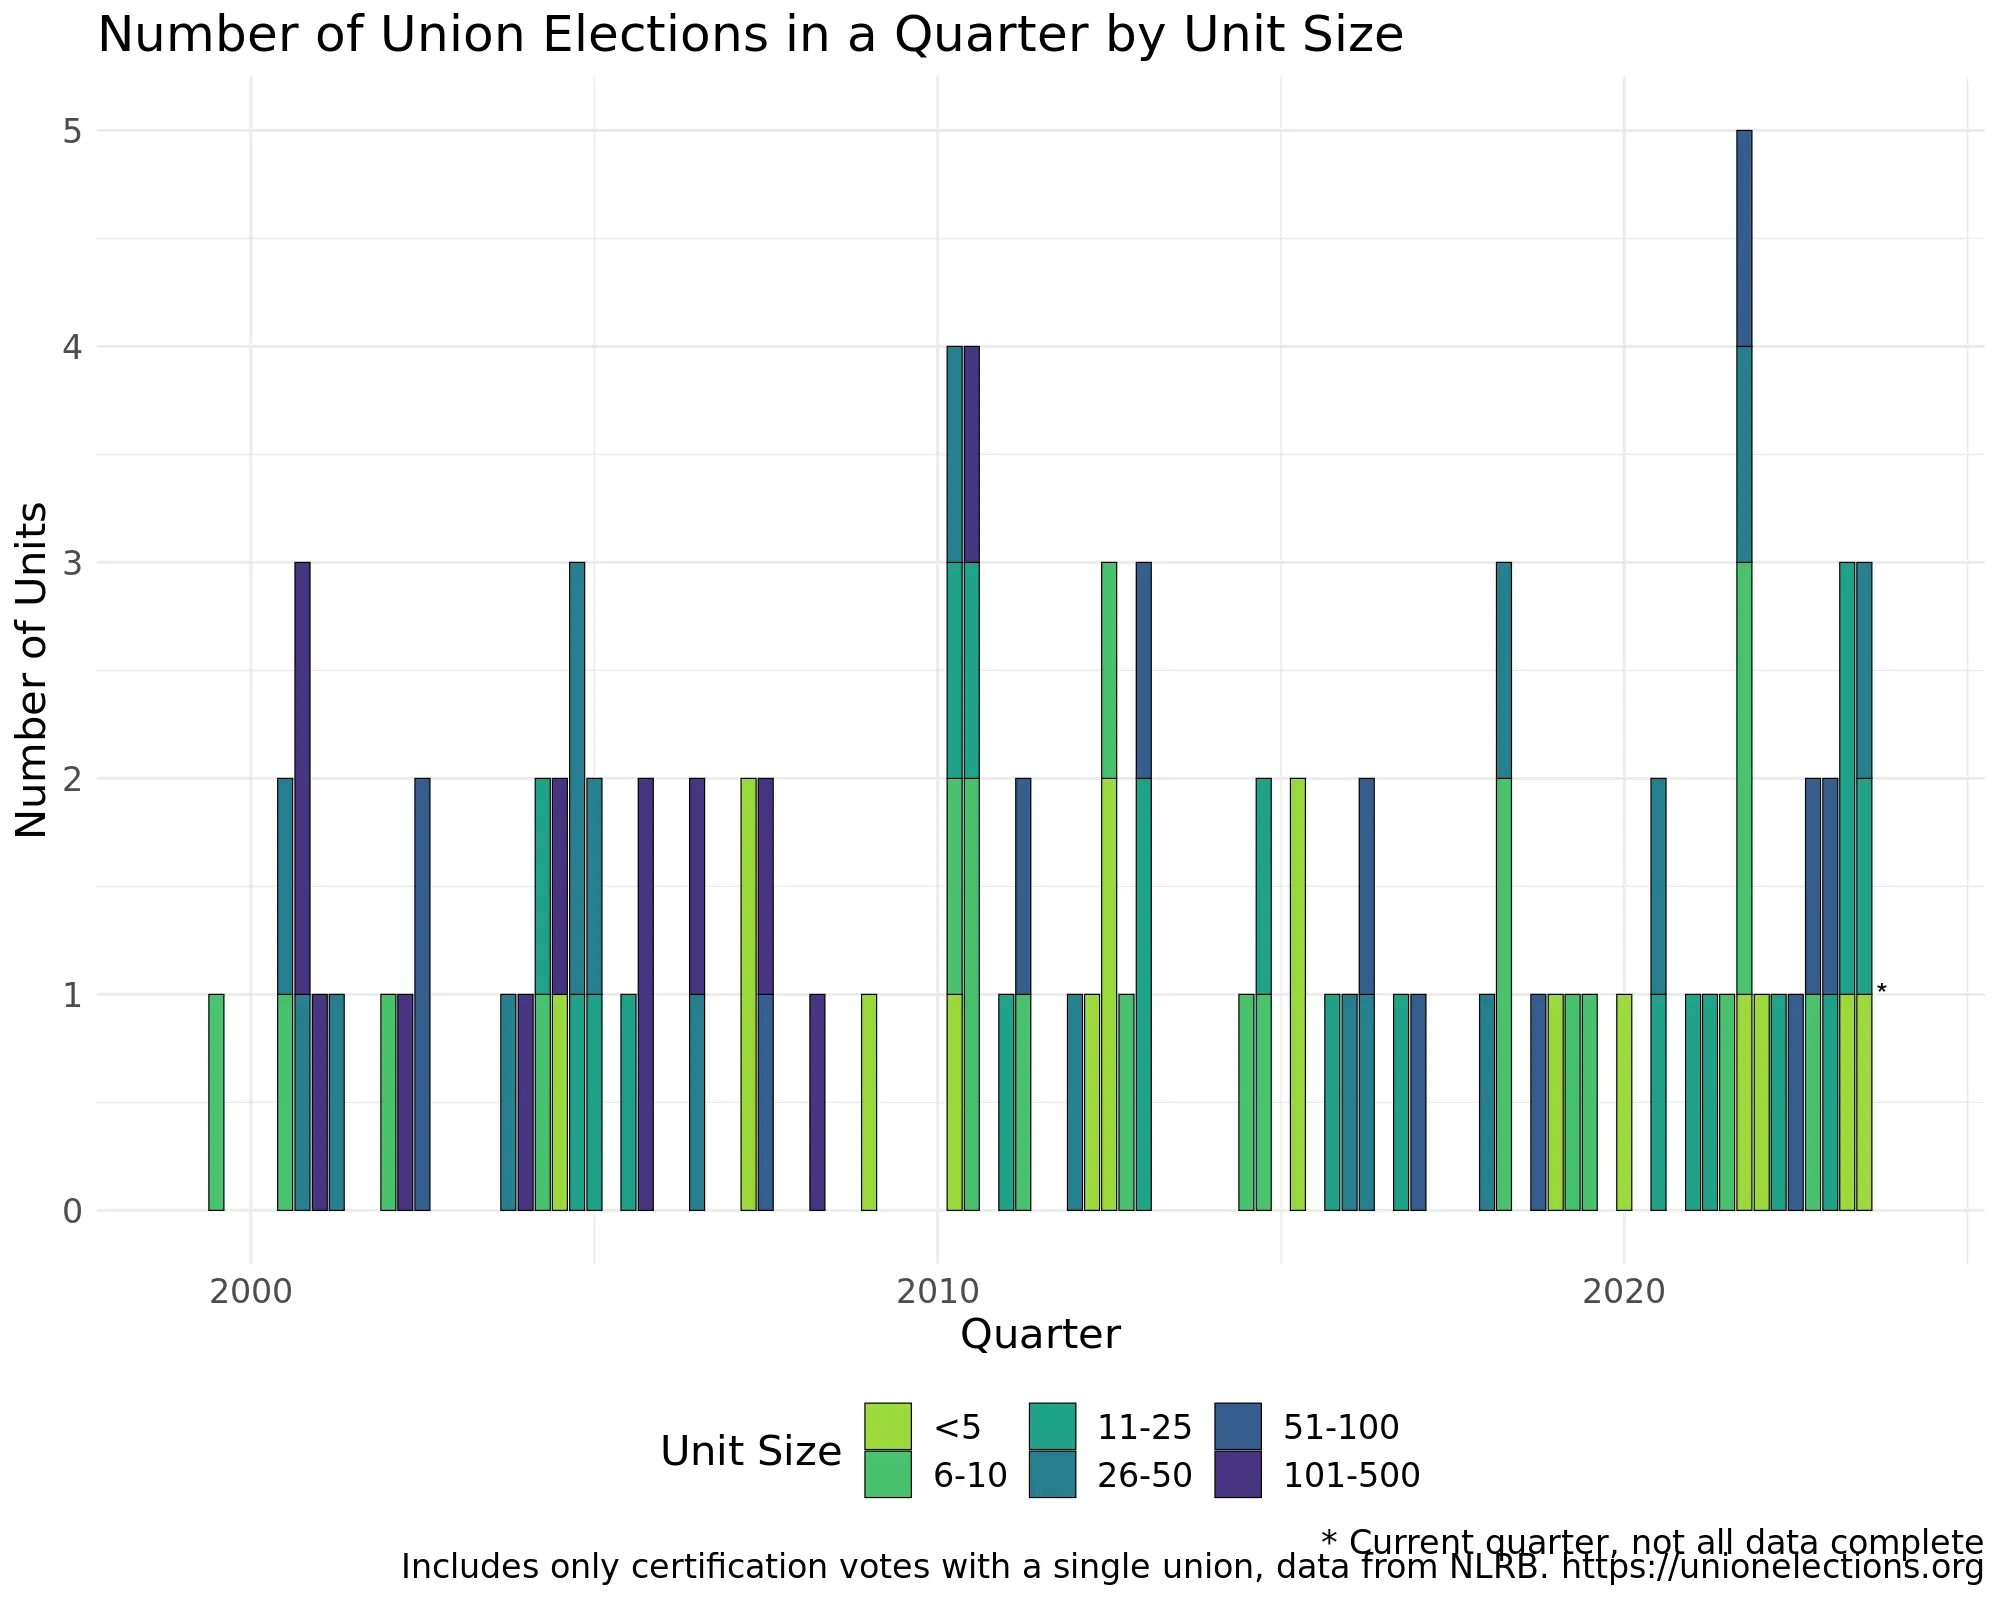 Number of Union Elections in a Quarter by Unit Size
Number of Units
5
4
3
2
1
0
*
2000 2010 2020
Quarter
Unit Size
<5 11-25 51-100
6-10 26-50 101-500
* Current quarter, not all data complete
Includes only certification votes with a single union, data from NLRB. https://unionelections.org